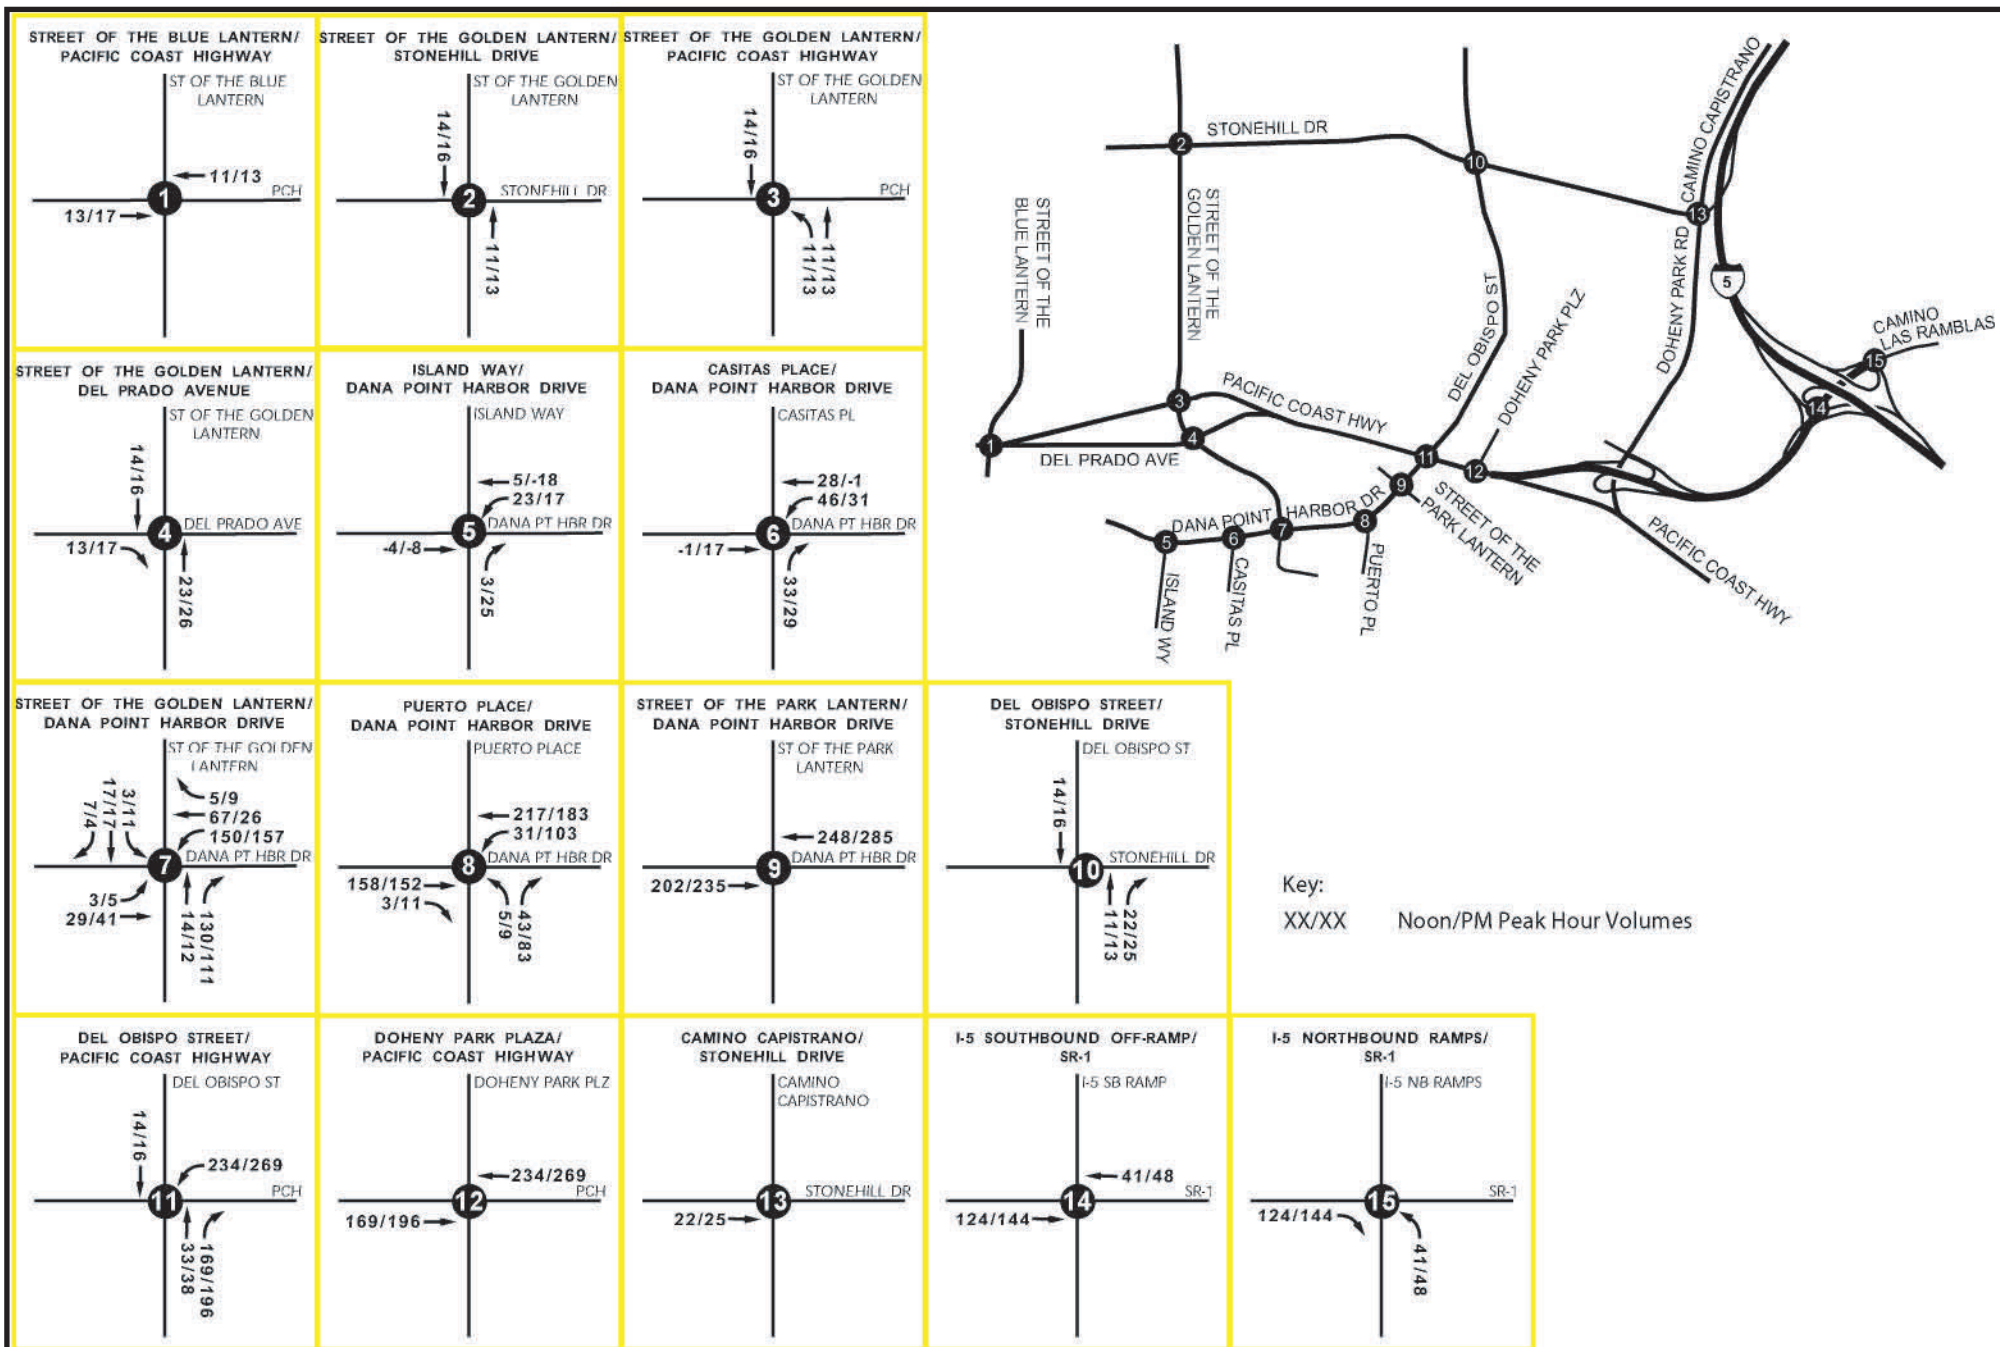 STREET OF THE BLUE LANTERN/
PACIFIC COAST HIGHWAY
ST OF THE BLUE
LANTERN
11/13
PCH
1
13/17
STREET OF THE GOLDEN LANTERN/
STONEHILL DRIVE
ST OF THE GOLDEN
LANTERN
14/16
2
STONEHILL DR
11/13
STREET OF THE GOLDEN LANTERN/
PACIFIC COAST HIGHWAY
ST OF THE GOLDEN
LANTERN
14/16
3
PCH
11/13
11/13
STREET OF THE GOLDEN LANTERN/
DEL PRADO AVENUE
ST OF THE GOLDEN
LANTERN
14/16
4
DEL PRADO AVE
13/17
23/26
ISLAND WAY/
DANA POINT HARBOR DRIVE
ISLAND WAY
5/-18
23/17
5
DANA PT HBR DR
-4/-8
3/25
CASITAS PLACE/
DANA POINT HARBOR DRIVE
CASITAS PL
28/-1
46/31
6
DANA PT HBR DR
-1/17
33/29
STREET OF THE GOLDEN LANTERN/
DANA POINT HARBOR DRIVE
ST OF THE GOLDEN
LANTERN
7/4
17/17
3/11
5/9
67/26
150/157
7
DANA PT HBR DR
3/5
29/41
14/12
130/111
PUERTO PLACE/
DANA POINT HARBOR DRIVE
PUERTO PLACE
217/183
31/103
8
DANA PT HBR DR
158/152
3/11
5/9
43/83
STREET OF THE PARK LANTERN/
DANA POINT HARBOR DRIVE
ST OF THE PARK
LANTERN
248/285
9
DANA PT HBR DR
202/235
DEL OBISPO STREET/
STONEHILL DRIVE
DEL OBISPO ST
14/16
10
STONEHILL DR
11/13
22/25
DEL OBISPO STREET/
PACIFIC COAST HIGHWAY
DEL OBISPO ST
14/16
234/269
11
PCH
33/38
169/196
DOHENY PARK PLAZA/
PACIFIC COAST HIGHWAY
DOHENY PARK PLZ
234/269
12
PCH
169/196
CAMINO CAPISTRANO/
STONEHILL DRIVE
CAMINO
CAPISTRANO
13
STONEHILL DR
22/25
I-5 SOUTHBOUND OFF-RAMP/
SR-1
I-5 SB RAMP
41/48
14
SR-1
124/144
I-5 NORTHBOUND RAMPS/
SR-1
I-5 NB RAMPS
15
SR-1
124/144
41/48
STONEHILL DR
CAMINO CAPISTRANO
STREET OF THE
BLUE LANTERN
STREET OF THE
GOLDEN LANTERN
DEL OBISPO ST
DOHENY PARK PLZ
DOHENY PARK RD
5
CAMINO
LAS RAMBLAS
PACIFIC COAST HWY
DEL PRADO AVE
DANA POINT HARBOR DR
STREET OF THE
PARK LANTERN
PACIFIC COAST HWY
ISLAND WY
CASITAS PL
PUERTO PL
1
2
3
4
5
6
7
8
9
10
11
12
13
14
15
Key:
XX/XX Noon/PM Peak Hour Volumes